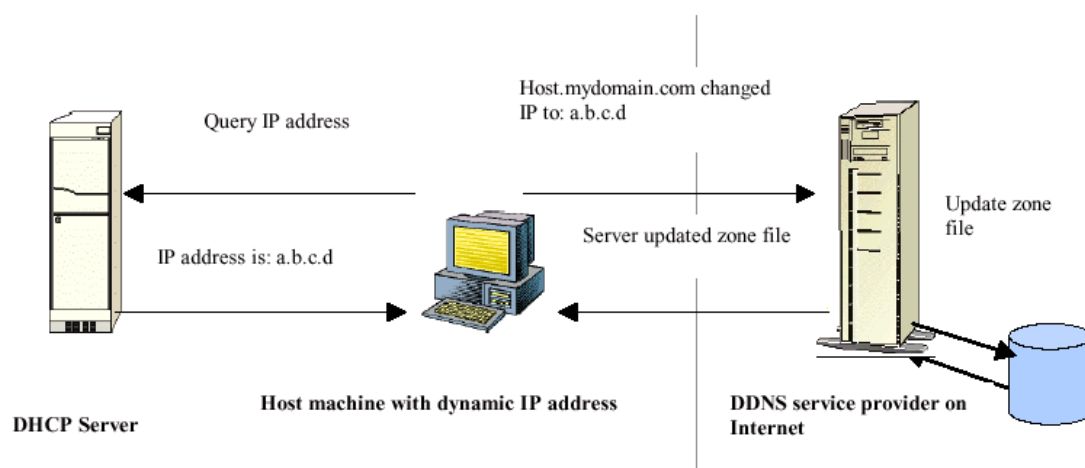 Host.mydomain.com changed
IP to: a.b.c.d
Query IP address
Server updated zone file
Update zone
file
IP address is: a.b.c.d
Host machine with dynamic IP address
DDNS service provider on
Internet
DHCP Server